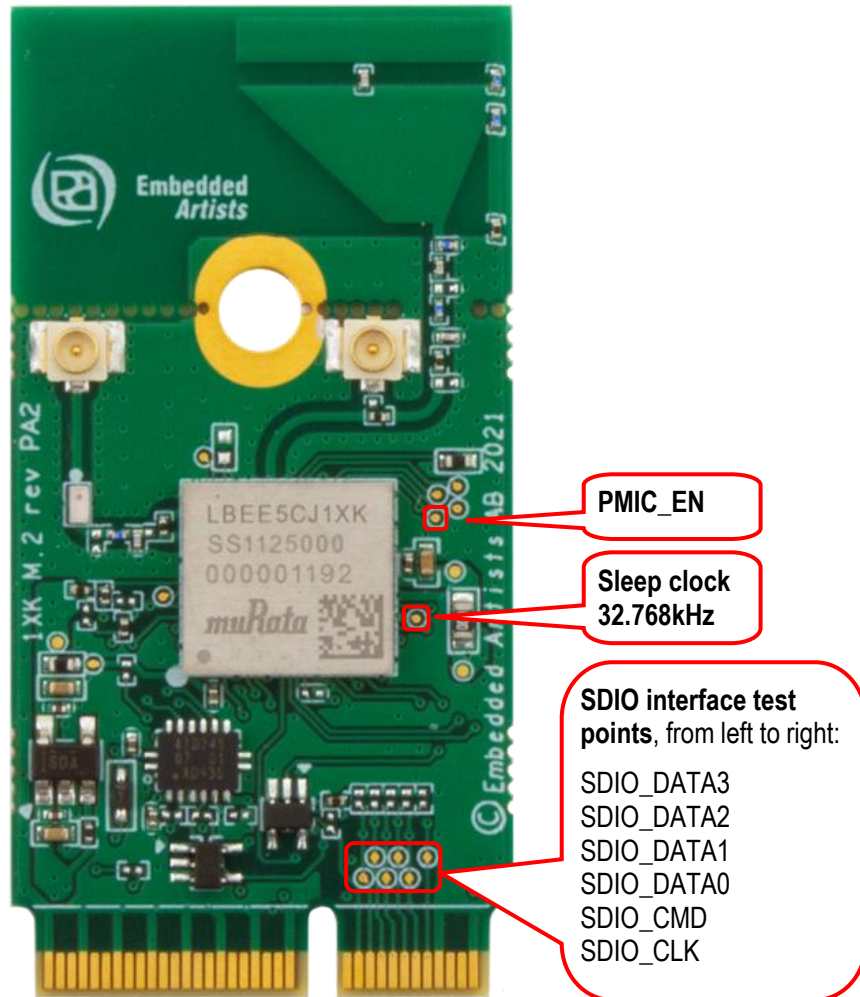 Embedded
Artists
1XK M.2 rev PA2
LBEE5CJ1XK
SS1125000
000001192
muRata
© Embedded Artists AB 2021
PMIC_EN
Sleep clock
32.768kHz
SDIO interface test
points, from left to right:
SDIO_DATA3
SDIO_DATA2
SDIO_DATA1
SDIO_DATA0
SDIO_CMD
SDIO_CLK